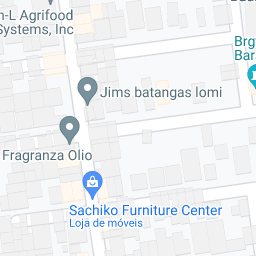 n-L Agrifood
Systems, Inc
Brg
Bar
Jims batangas lomi
Fragranza Olio
Sachiko Furniture Center
Loja de móveis